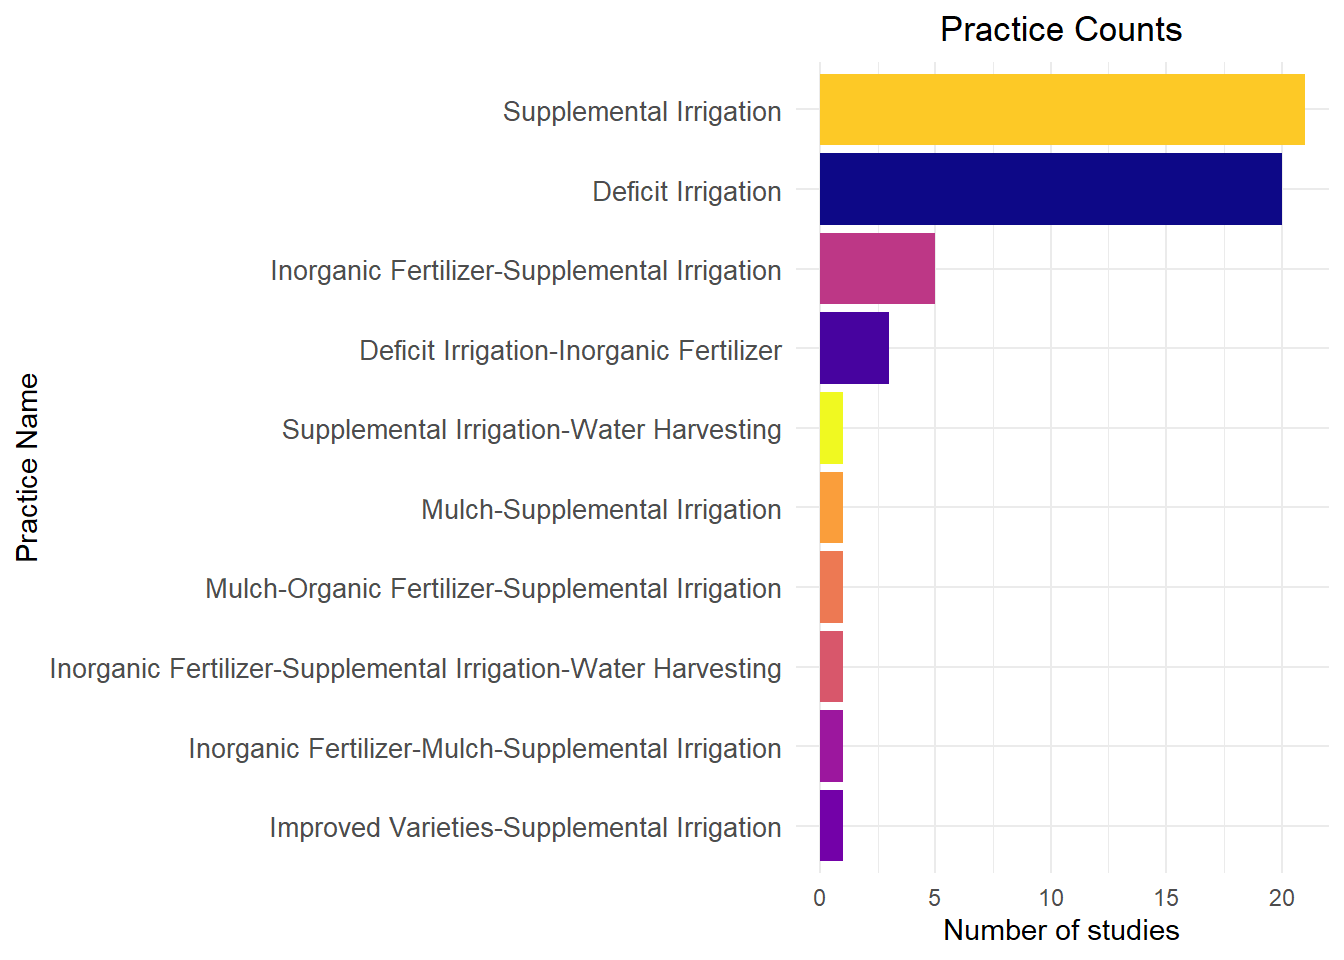 Practice Counts
Practice Name
Supplemental Irrigation
Deficit Irrigation
Inorganic Fertilizer-Supplemental Irrigation
Deficit Irrigation-Inorganic Fertilizer
Supplemental Irrigation-Water Harvesting
Mulch-Supplemental Irrigation
Mulch-Organic Fertilizer-Supplemental Irrigation
Inorganic Fertilizer-Supplemental Irrigation-Water Harvesting
Inorganic Fertilizer-Mulch-Supplemental Irrigation
Improved Varieties-Supplemental Irrigation
0 5 10 15 20
Number of studies